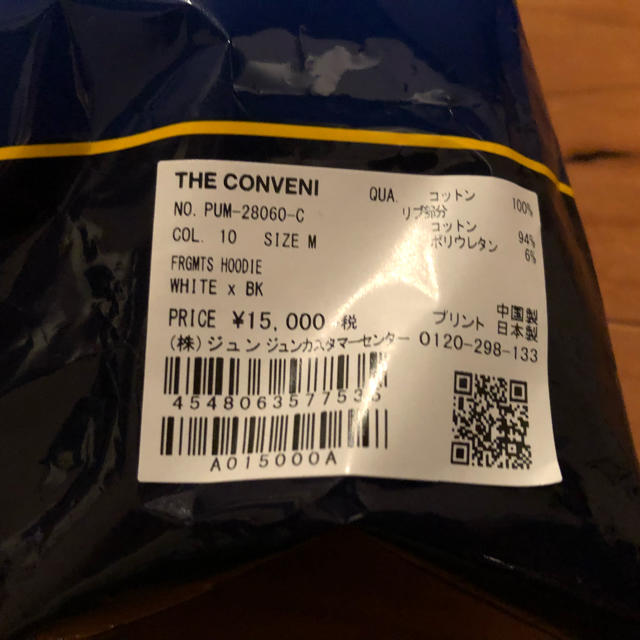 THE CONVENI
NO. PUM-28060-C
COL. 10 SIZE M
FRGMTS HOODIE
WHITE x BK
PRICE ¥15,000 +税
QUA. コットン 100%
リブ部分
コットン 94%
ポリウレタン 6%
中国製
プリント 日本製
(株)ジュン ジュンカスタマーセンター 0120-298-133
4548063577535
A015000A